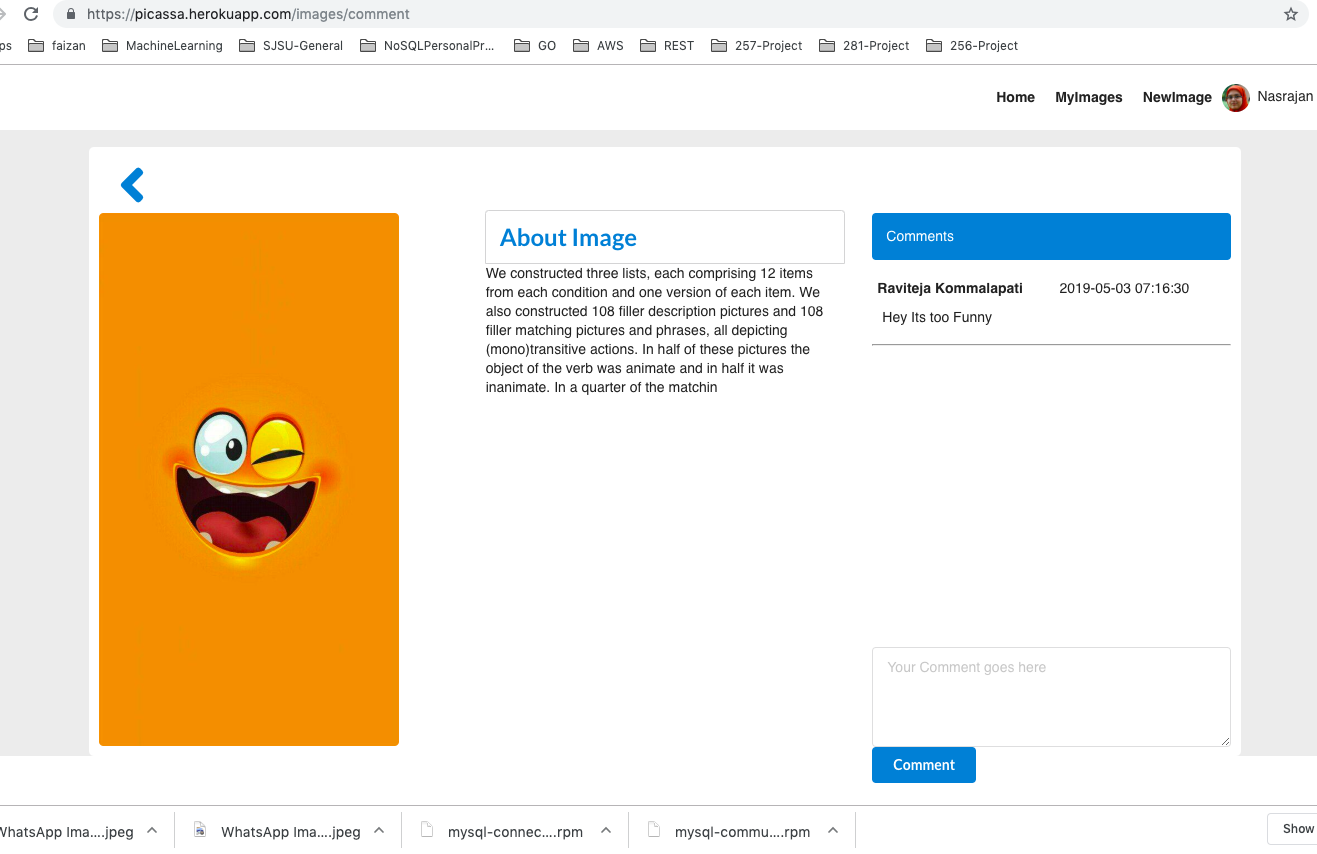 https://picassa.herokuapp.com/images/comment
ps faizan MachineLearning SJSU-General NoSQLPersonalPr... GO AWS REST 257-Project 281-Project 256-Project
Home MyImages NewImage Nasrajan
About Image
We constructed three lists, each comprising 12 items
from each condition and one version of each item. We
also constructed 108 filler description pictures and 108
filler matching pictures and phrases, all depicting
(mono)transitive actions. In half of these pictures the
object of the verb was animate and in half it was
inanimate. In a quarter of the matchin
Comments
Raviteja Kommalapati 2019-05-03 07:16:30
Hey Its too Funny
Your Comment goes here
Comment
WhatsApp Ima....jpeg WhatsApp Ima....jpeg mysql-connec....rpm mysql-commu....rpm Show